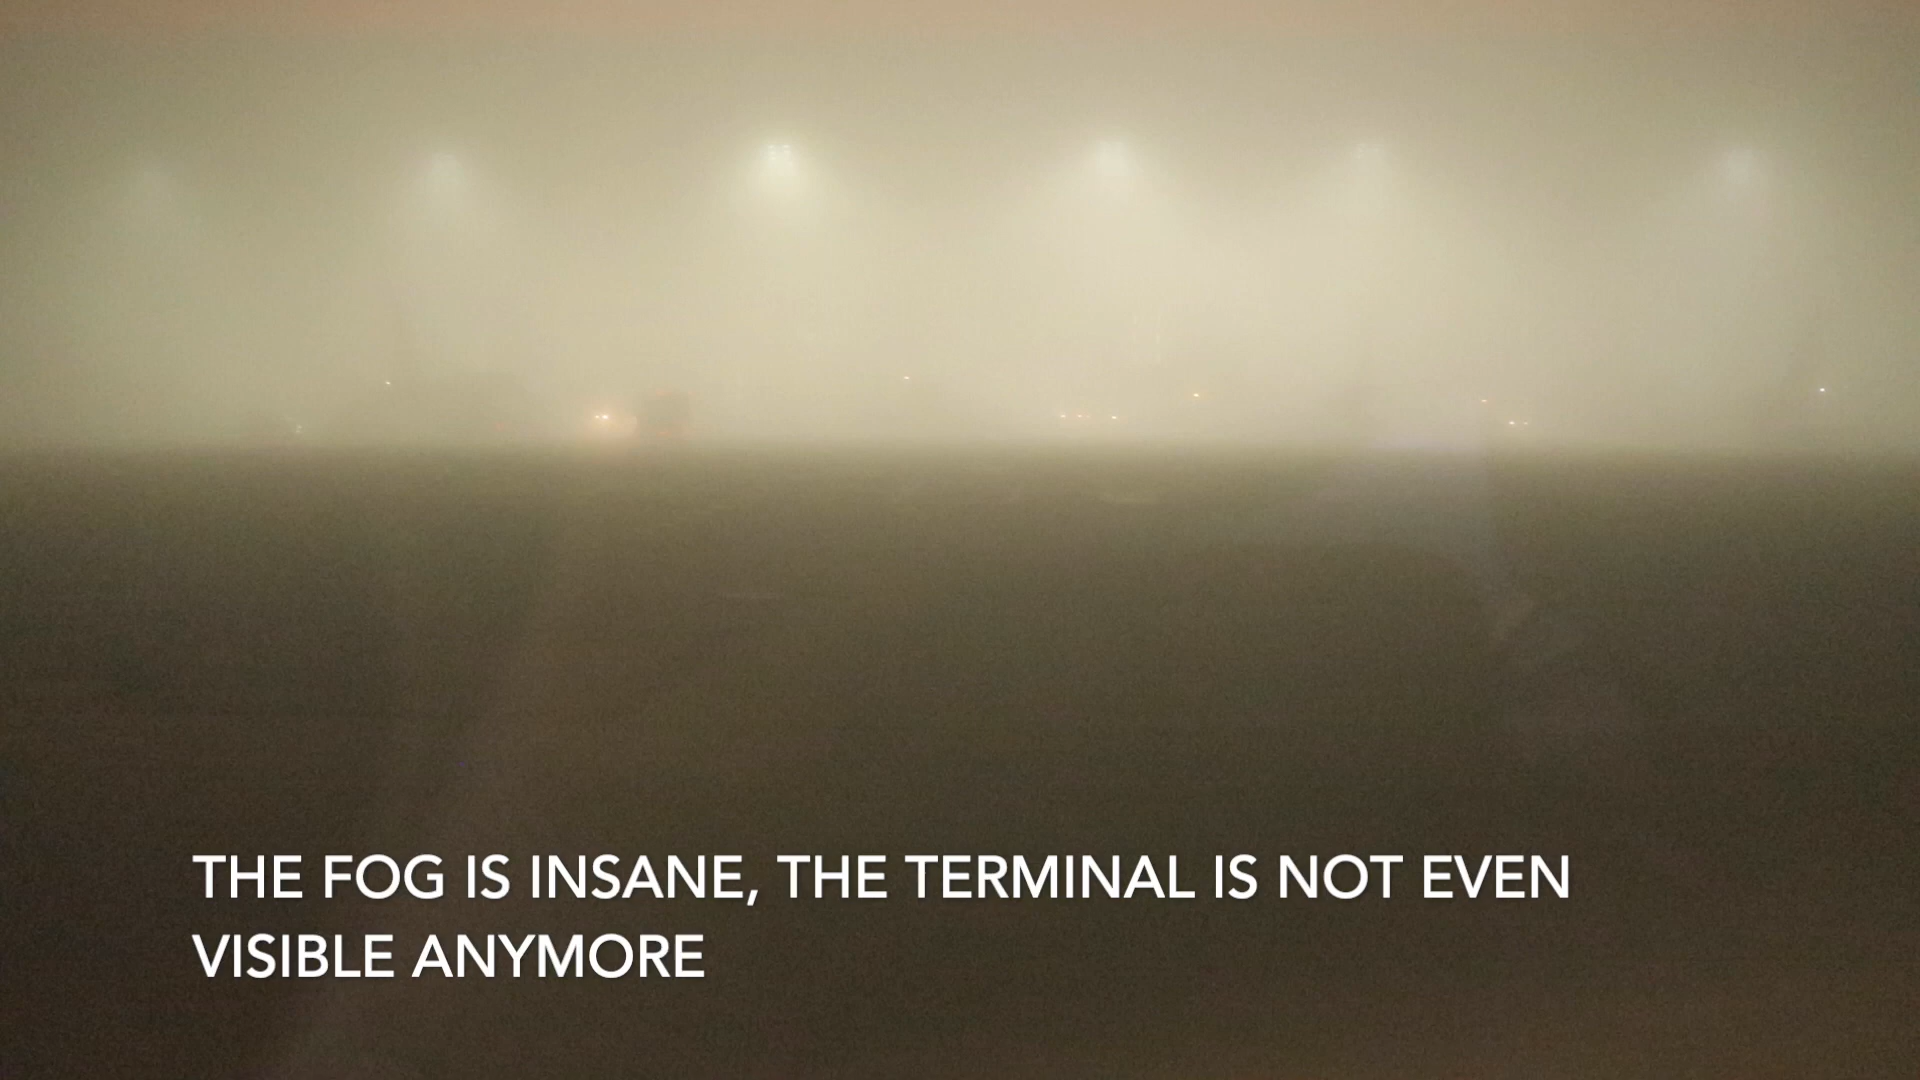 THE FOG IS INSANE, THE TERMINAL IS NOT EVEN
VISIBLE ANYMORE